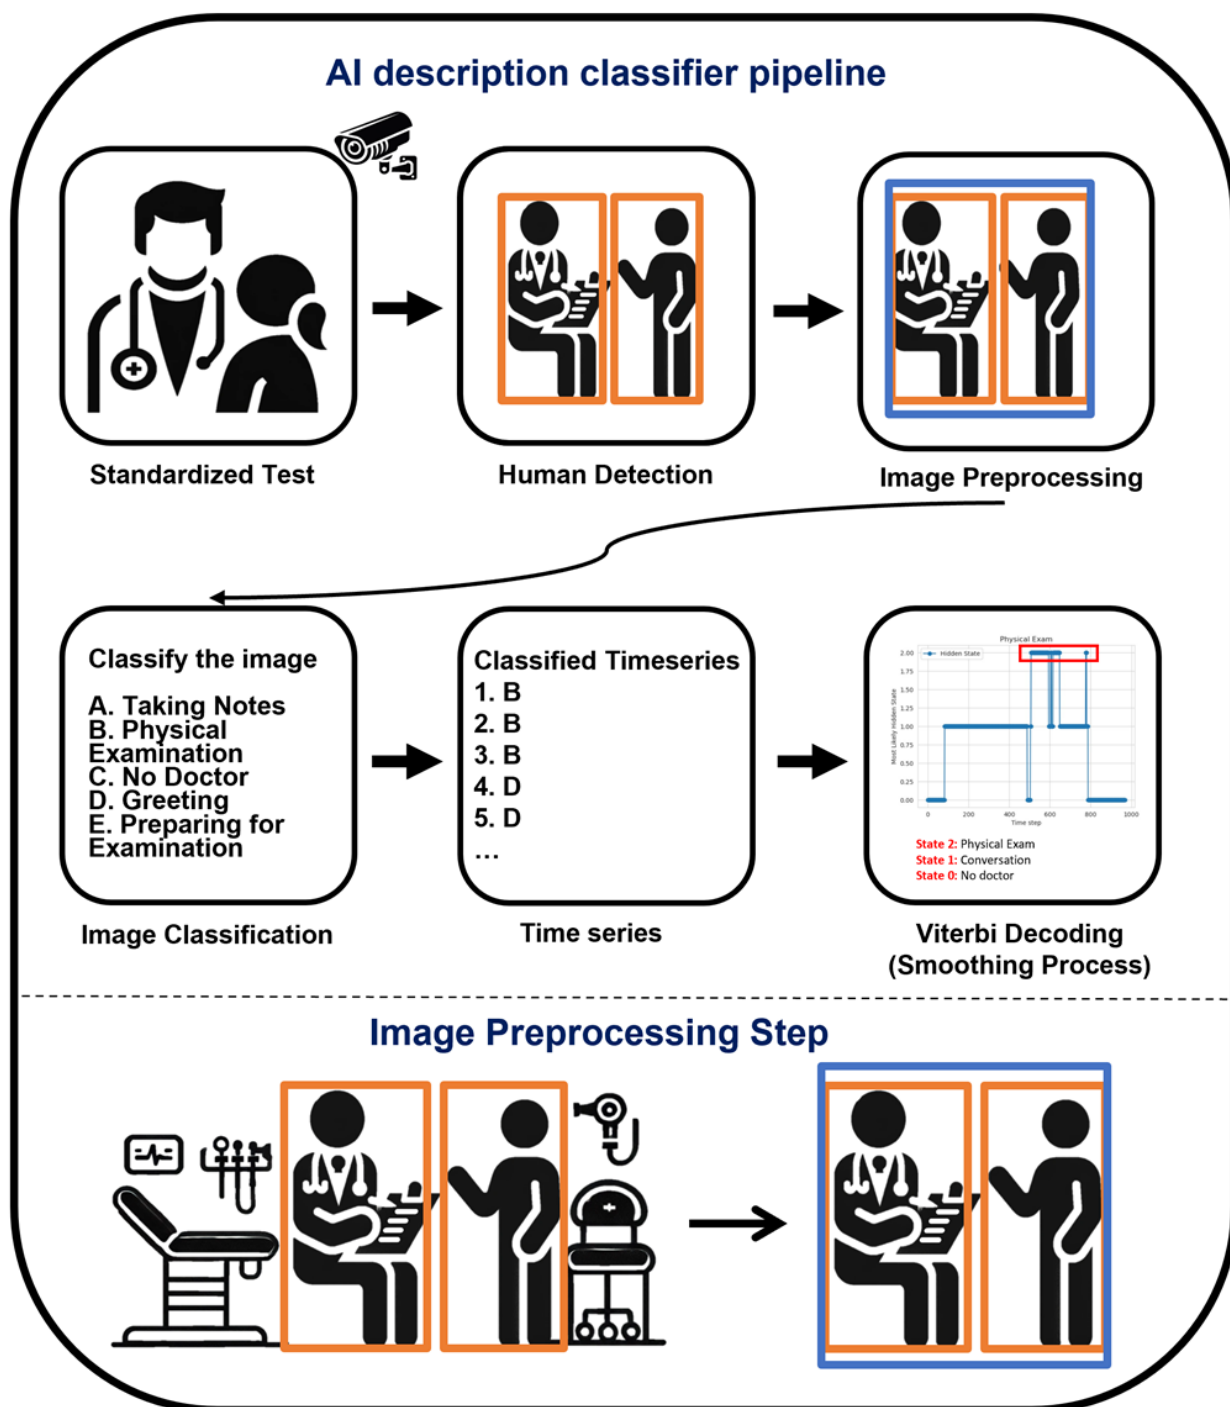 AI description classifier pipeline
Standardized Test
Human Detection
Image Preprocessing
Classify the image
A. Taking Notes
B. Physical
Examination
C. No Doctor
D. Greeting
E. Preparing for
Examination
Image Classification
Classified Timeseries
1. B
2. B
3. B
4. D
5. D
...
Time series
Physical Exam
Hidden State
Most Likely Hidden State
2.00
1.75
1.50
1.25
1.00
0.75
0.50
0.25
0.00
0 200 400 600 800 1000
Time step
State 2: Physical Exam
State 1: Conversation
State 0: No doctor
Viterbi Decoding
(Smoothing Process)
Image Preprocessing Step